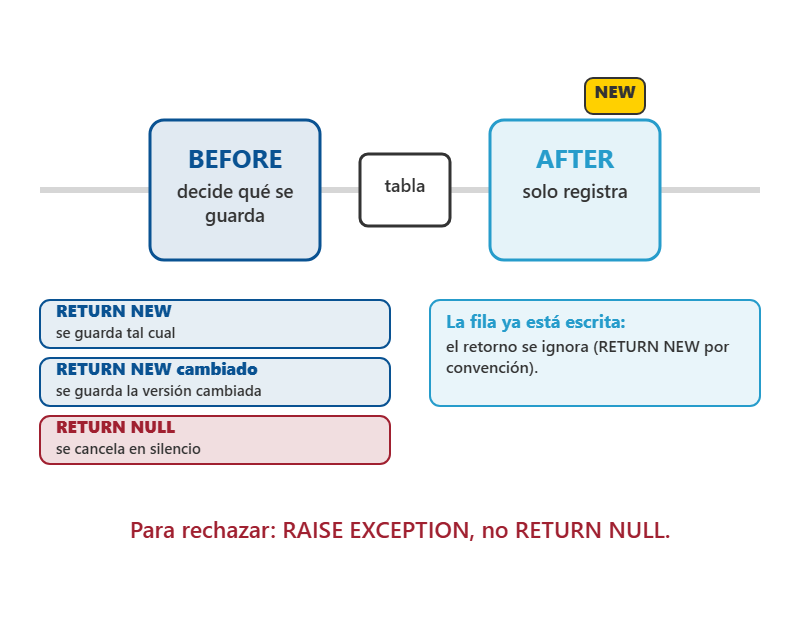 NEW
BEFORE
decide qué se
guarda
tabla
AFTER
solo registra
RETURN NEW
se guarda tal cual
RETURN NEW cambiado
se guarda la versión cambiada
RETURN NULL
se cancela en silencio
La fila ya está escrita:
el retorno se ignora (RETURN NEW por
convención).
Para rechazar: RAISE EXCEPTION, no RETURN NULL.